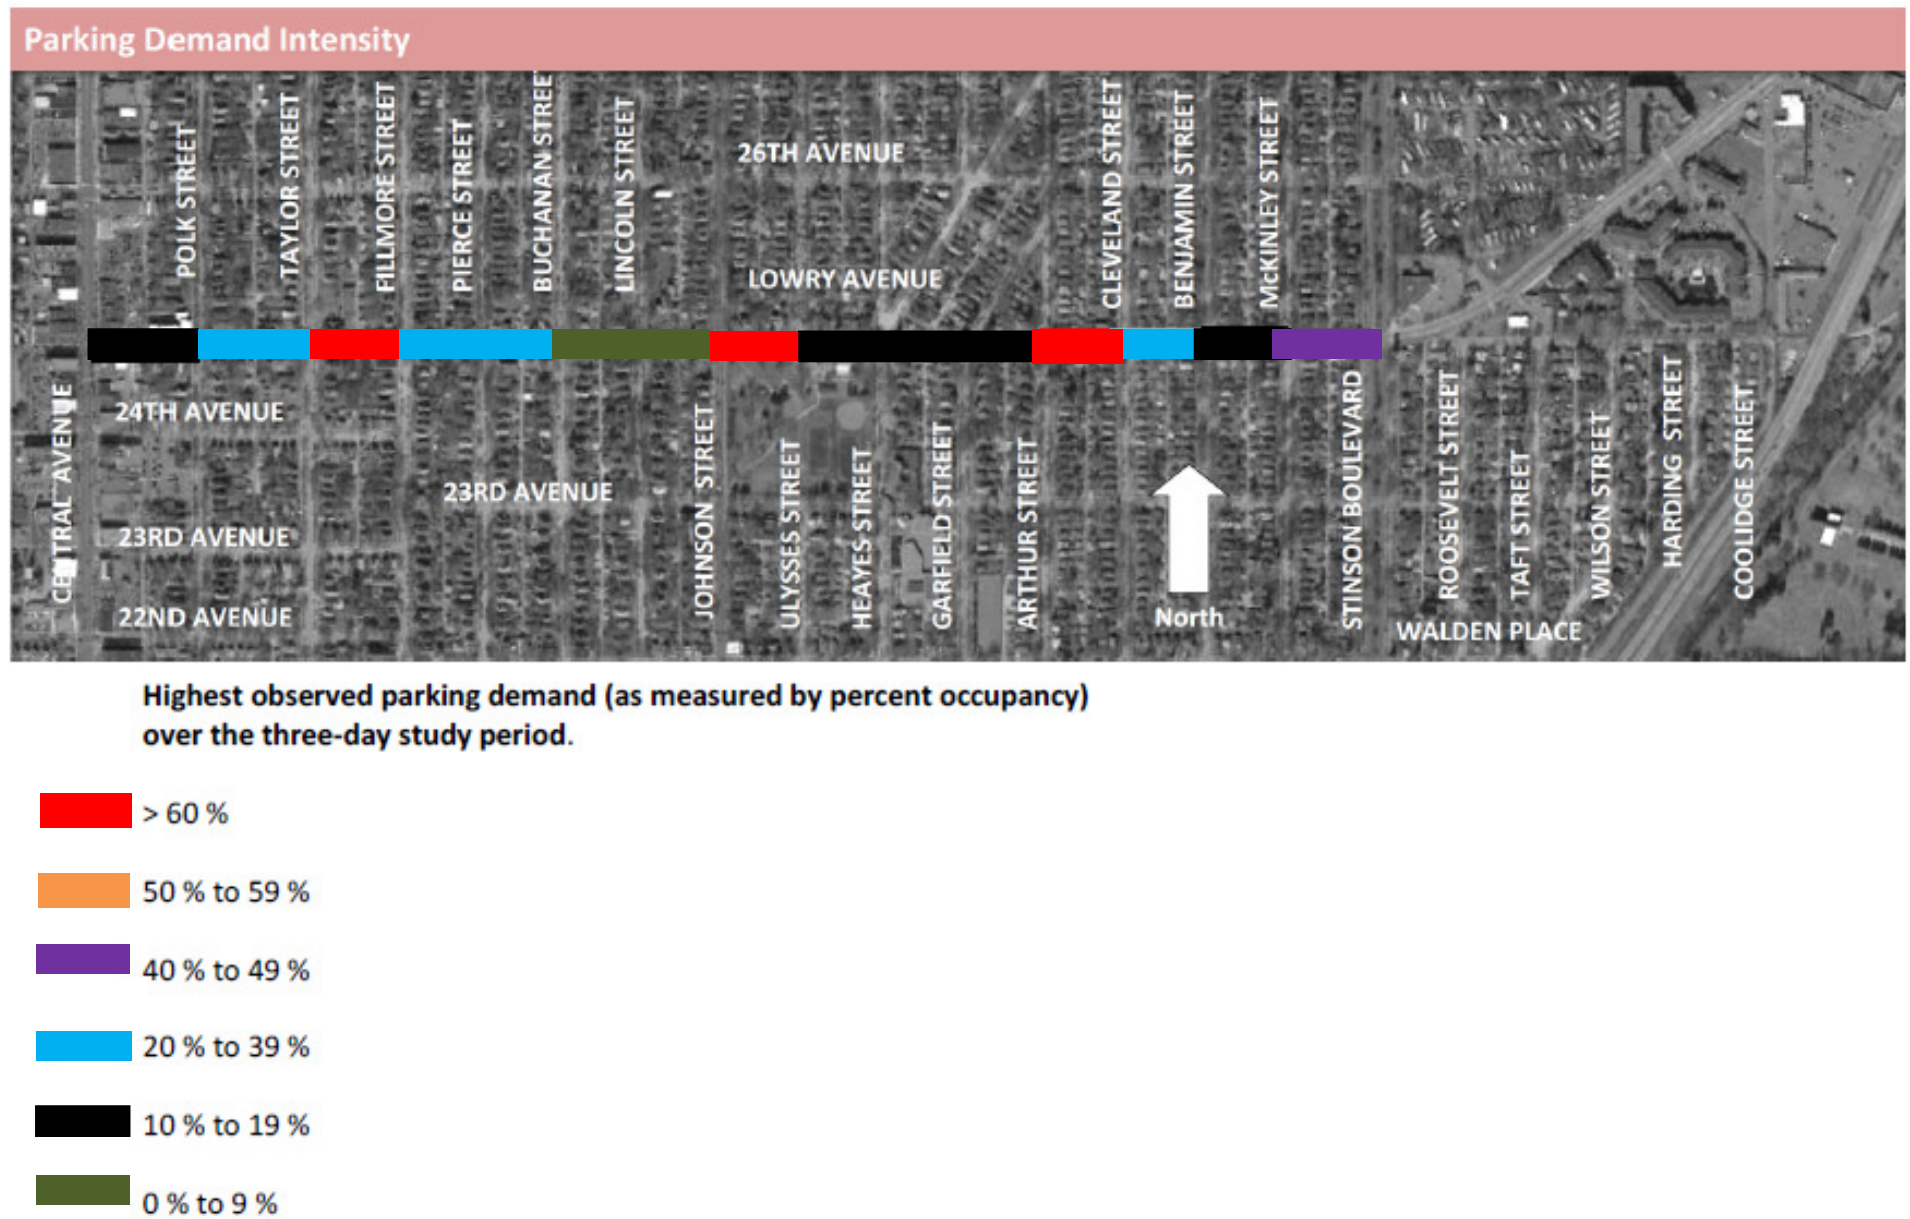 Parking Demand Intensity
POLK STREET
TAYLOR STREET
FILLMORE STREET
PIERCE STREET
BUCHANAN STREET
LINCOLN STREET
26TH AVENUE
LOWRY AVENUE
CLEVELAND STREET
BENJAMIN STREET
McKINLEY STREET
CENTRAL AVENUE
24TH AVENUE
23RD AVENUE
22ND AVENUE
23RD AVENUE
JOHNSON STREET
ULYSSES STREET
HEAYES STREET
GARFIELD STREET
ARTHUR STREET
North
STINSON BOULEVARD
ROOSEVELT STREET
TAFT STREET
WILSON STREET
HARDING STREET
COOLIDGE STREET
WALDEN PLACE
Highest observed parking demand (as measured by percent occupancy)
over the three-day study period.
> 60 %
50 % to 59 %
40 % to 49 %
20 % to 39 %
10 % to 19 %
0 % to 9 %